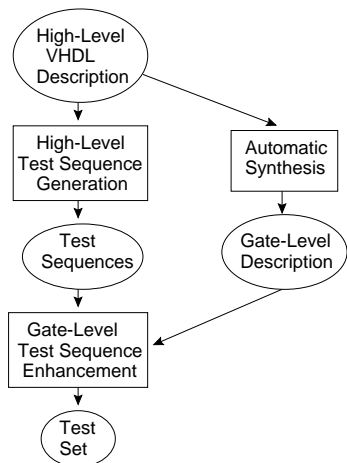 High-Level
VHDL
Description
High-Level
Test Sequence
Generation
Automatic
Synthesis
Test
Sequences
Gate-Level
Description
Gate-Level
Test Sequence
Enhancement
Test
Set